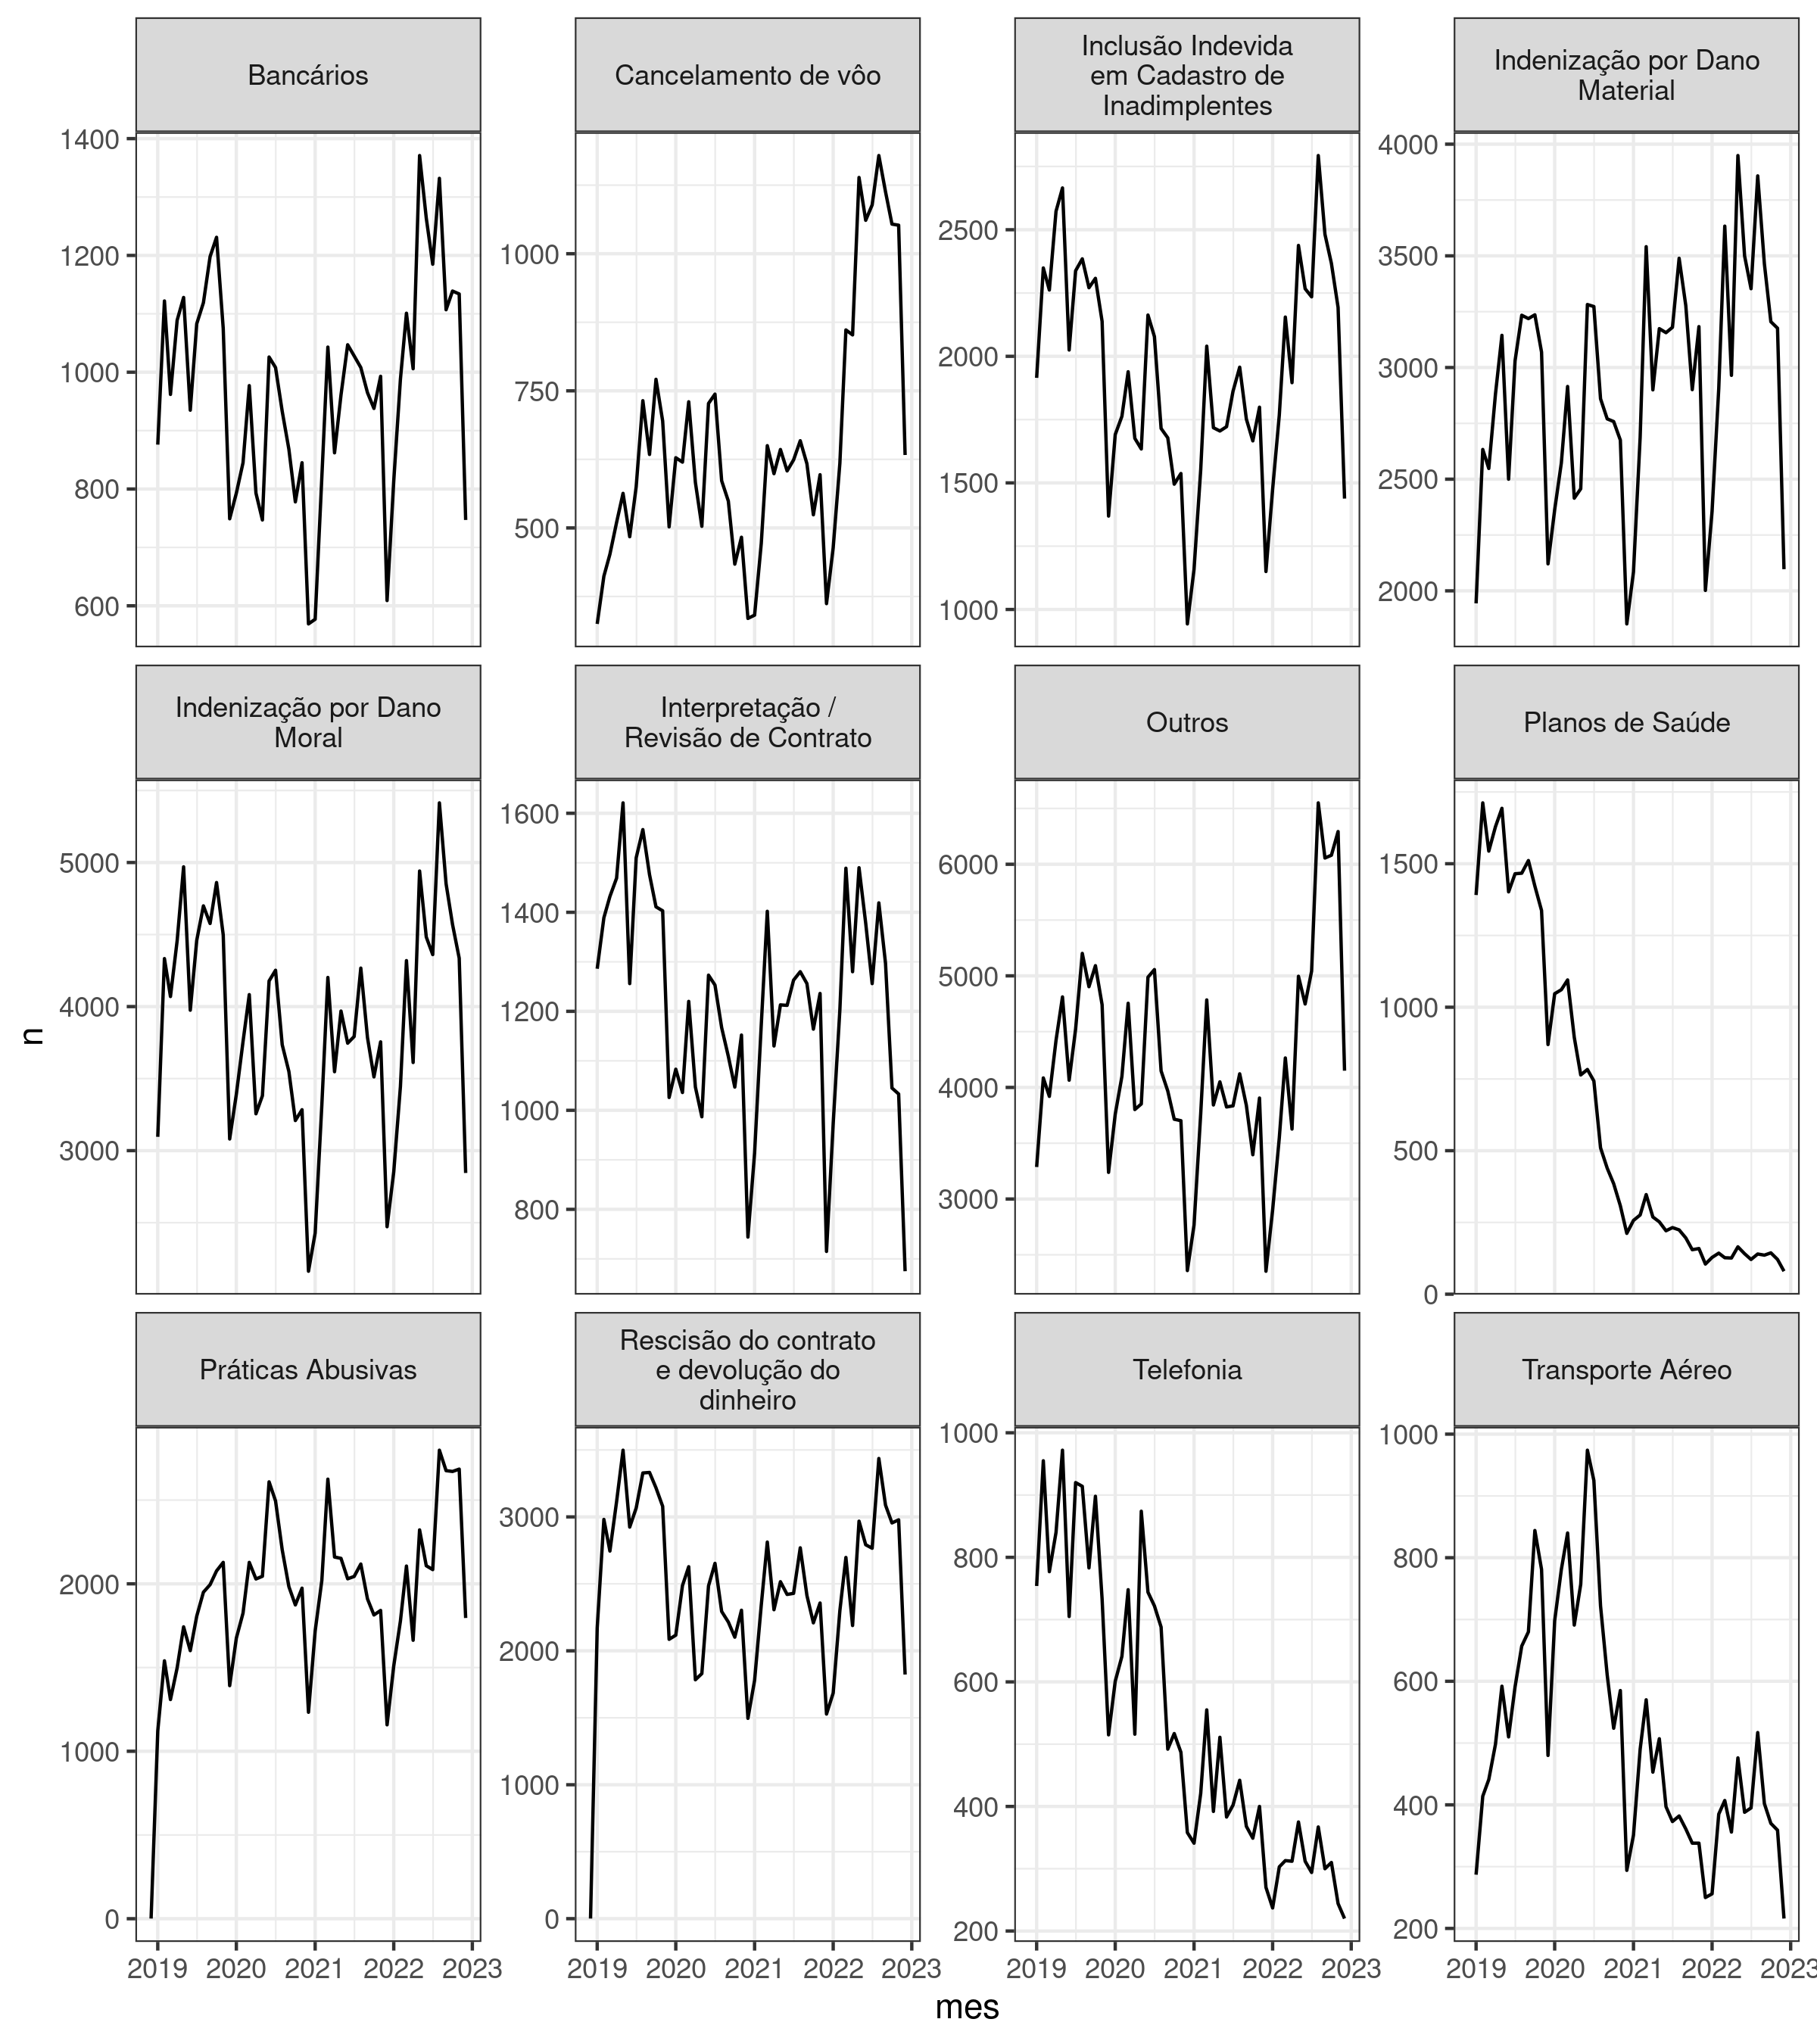 Bancários
Cancelamento de vôo
Inclusão Indevida
em Cadastro de
Inadimplentes
Indenização por Dano
Material
1400
1200
1000
800
600
1000
750
500
2500
2000
1500
1000
4000
3500
3000
2500
2000
Indenização por Dano
Moral
Interpretação /
Revisão de Contrato
Outros
Planos de Saúde
5000
4000
3000
1600
1400
1200
1000
800
6000
5000
4000
3000
1500
1000
500
0
n
Práticas Abusivas
Rescisão do contrato
e devolução do
dinheiro
Telefonia
Transporte Aéreo
2000
1000
0
3000
2000
1000
0
1000
800
600
400
200
1000
800
600
400
200
2019 2020 2021 2022 2023
2019 2020 2021 2022 2023
2019 2020 2021 2022 2023
2019 2020 2021 2022 2023
mes